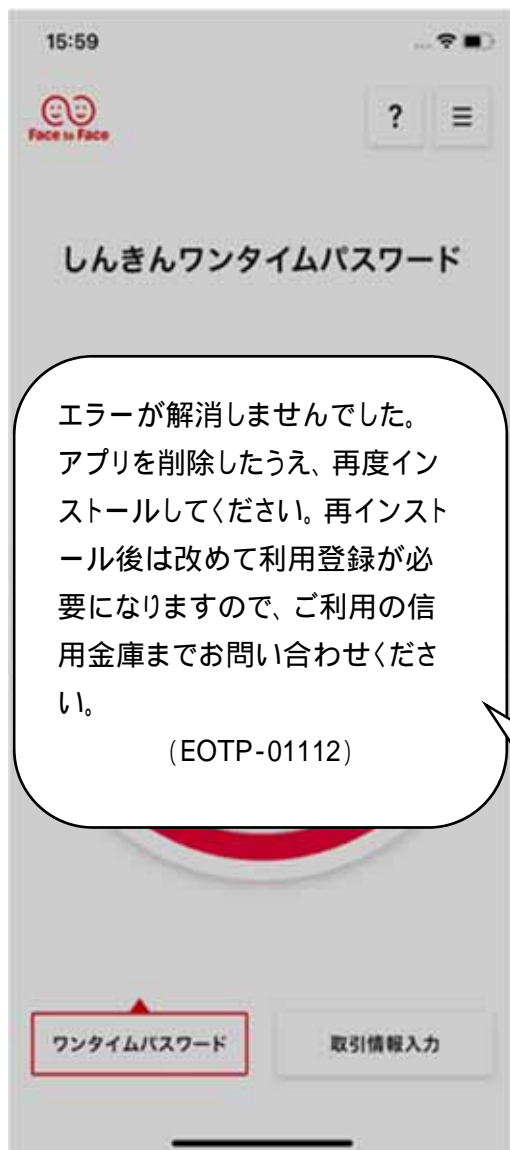 15:59
Face to Face
?
しんきんワンタイムパスワード
エラーが解消しませんでした。
アプリを削除したうえ、再度イン
ストールしてください。再インスト
ール後は改めて利用登録が必
要になりますので、ご利用の信
用金庫までお問い合わせくださ
い。
(EOTP-01112)
ワンタイムパスワード
取引情報入力